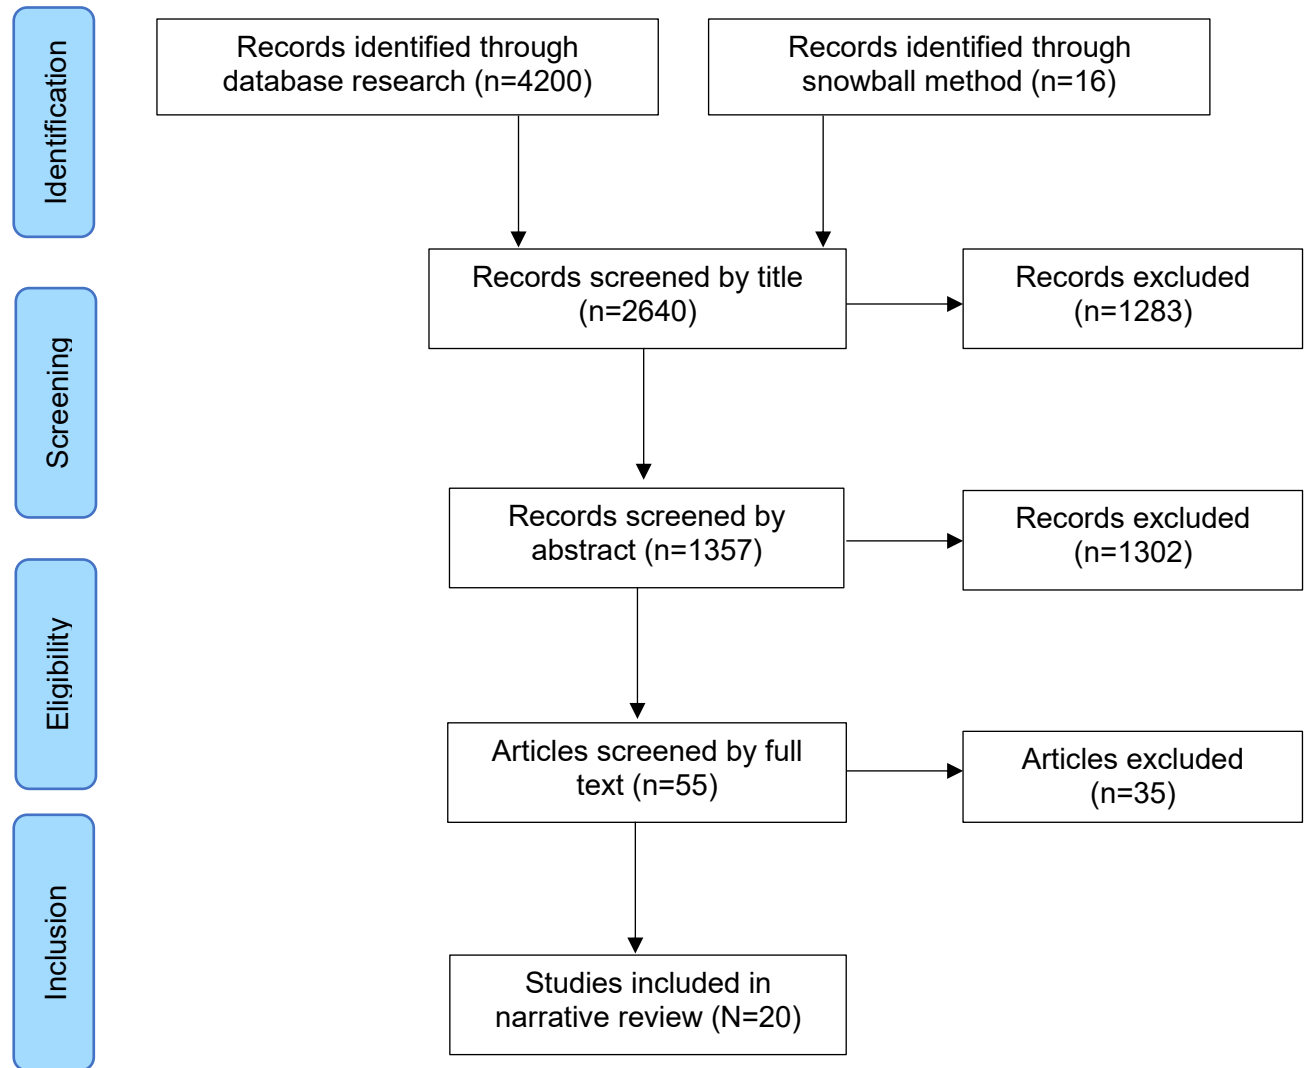 Identification
Records identified through
database research (n=4200)
Records identified through
snowball method (n=16)
Screening
Records screened by title
(n=2640)
Records excluded
(n=1283)
Records screened by
abstract (n=1357)
Records excluded
(n=1302)
Eligibility
Articles screened by full
text (n=55)
Articles excluded
(n=35)
Inclusion
Studies included in
narrative review (N=20)